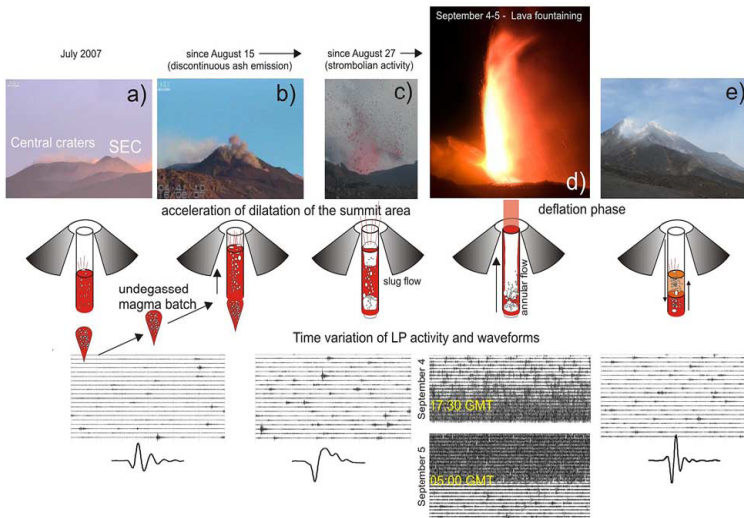 July 2007
since August 15
(discontinuous ash emission)
since August 27
(strombolian activity)
September 4-5 - Lava fountaining
a)
b)
c)
d)
e)
Central craters
SEC
acceleration of dilatation of the summit area
deflation phase
undegassed
magma batch
slug flow
annular flow
Time variation of LP activity and waveforms
September 4
17:30 GMT
September 5
05:00 GMT